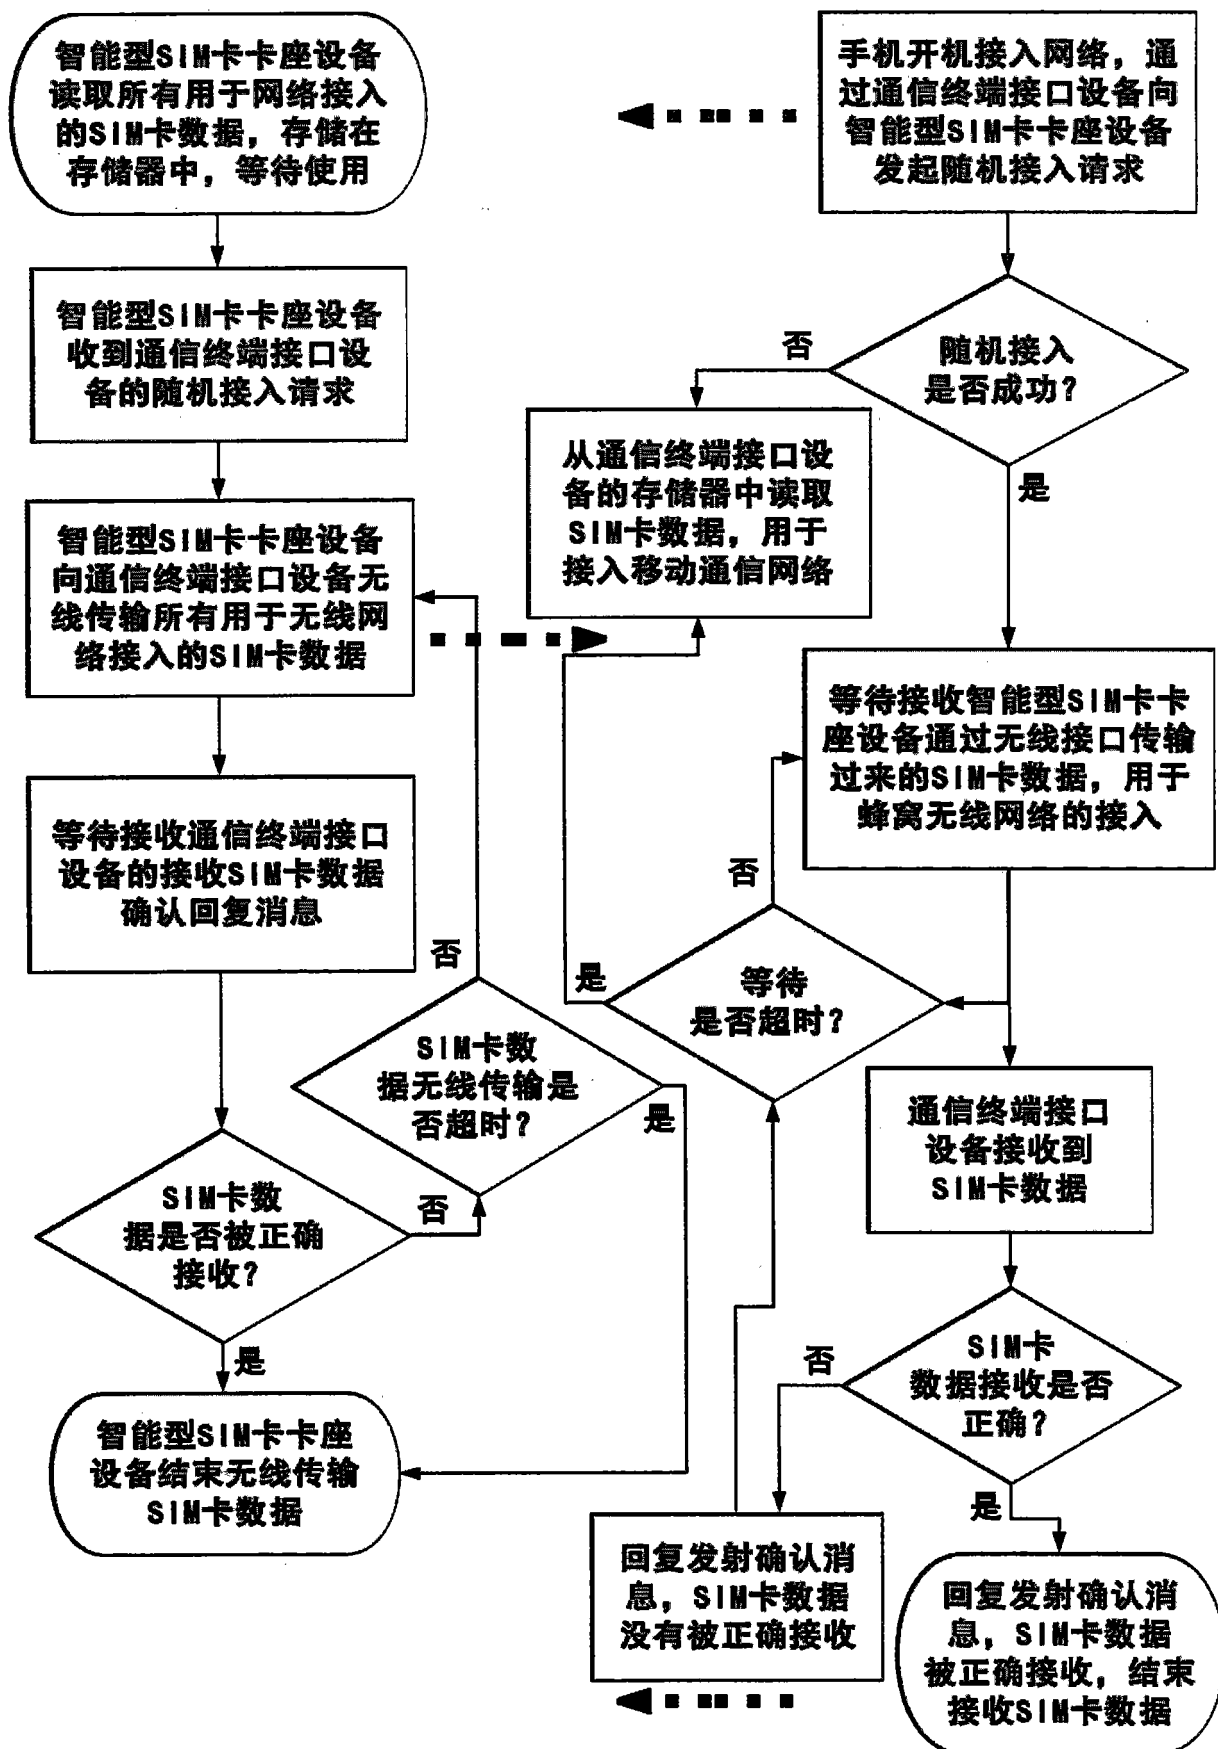 智能型SIM卡卡座设备
读取所有用于网络接入
的SIM卡数据，存储在
存储器中，等待使用
智能型SIM卡卡座设备
收到通信终端接口设
备的随机接入请求
智能型SIM卡卡座设备
向通信终端接口设备无
线传输所有用于无线网
络接入的SIM卡数据
等待接收通信终端接口
设备的接收SIM卡数据
确认回复消息
否
SIM卡数
据无线传输是
否超时？
是
SIM卡数
据是否被正确
接收？
否
是
智能型SIM卡卡座
设备结束无线传输
SIM卡数据
手机开机接入网络，通
过通信终端接口设备向
智能型SIM卡卡座设备
发起随机接入请求
随机接入
是否成功？
否
是
从通信终端接口设
备的存储器中读取
SIM卡数据，用于
接入移动通信网络
等待接收智能型SIM卡卡
座设备通过无线接口传输
过来的SIM卡数据，用于
蜂窝无线网络的接入
否
等待
是否超时？
是
通信终端接口
设备接收到
SIM卡数据
SIM卡
数据接收是否
正确？
否
是
回复发射确认消
息，SIM卡数据
没有被正确接收
回复发射确认消
息，SIM卡数据
被正确接收，结束
接收SIM卡数据